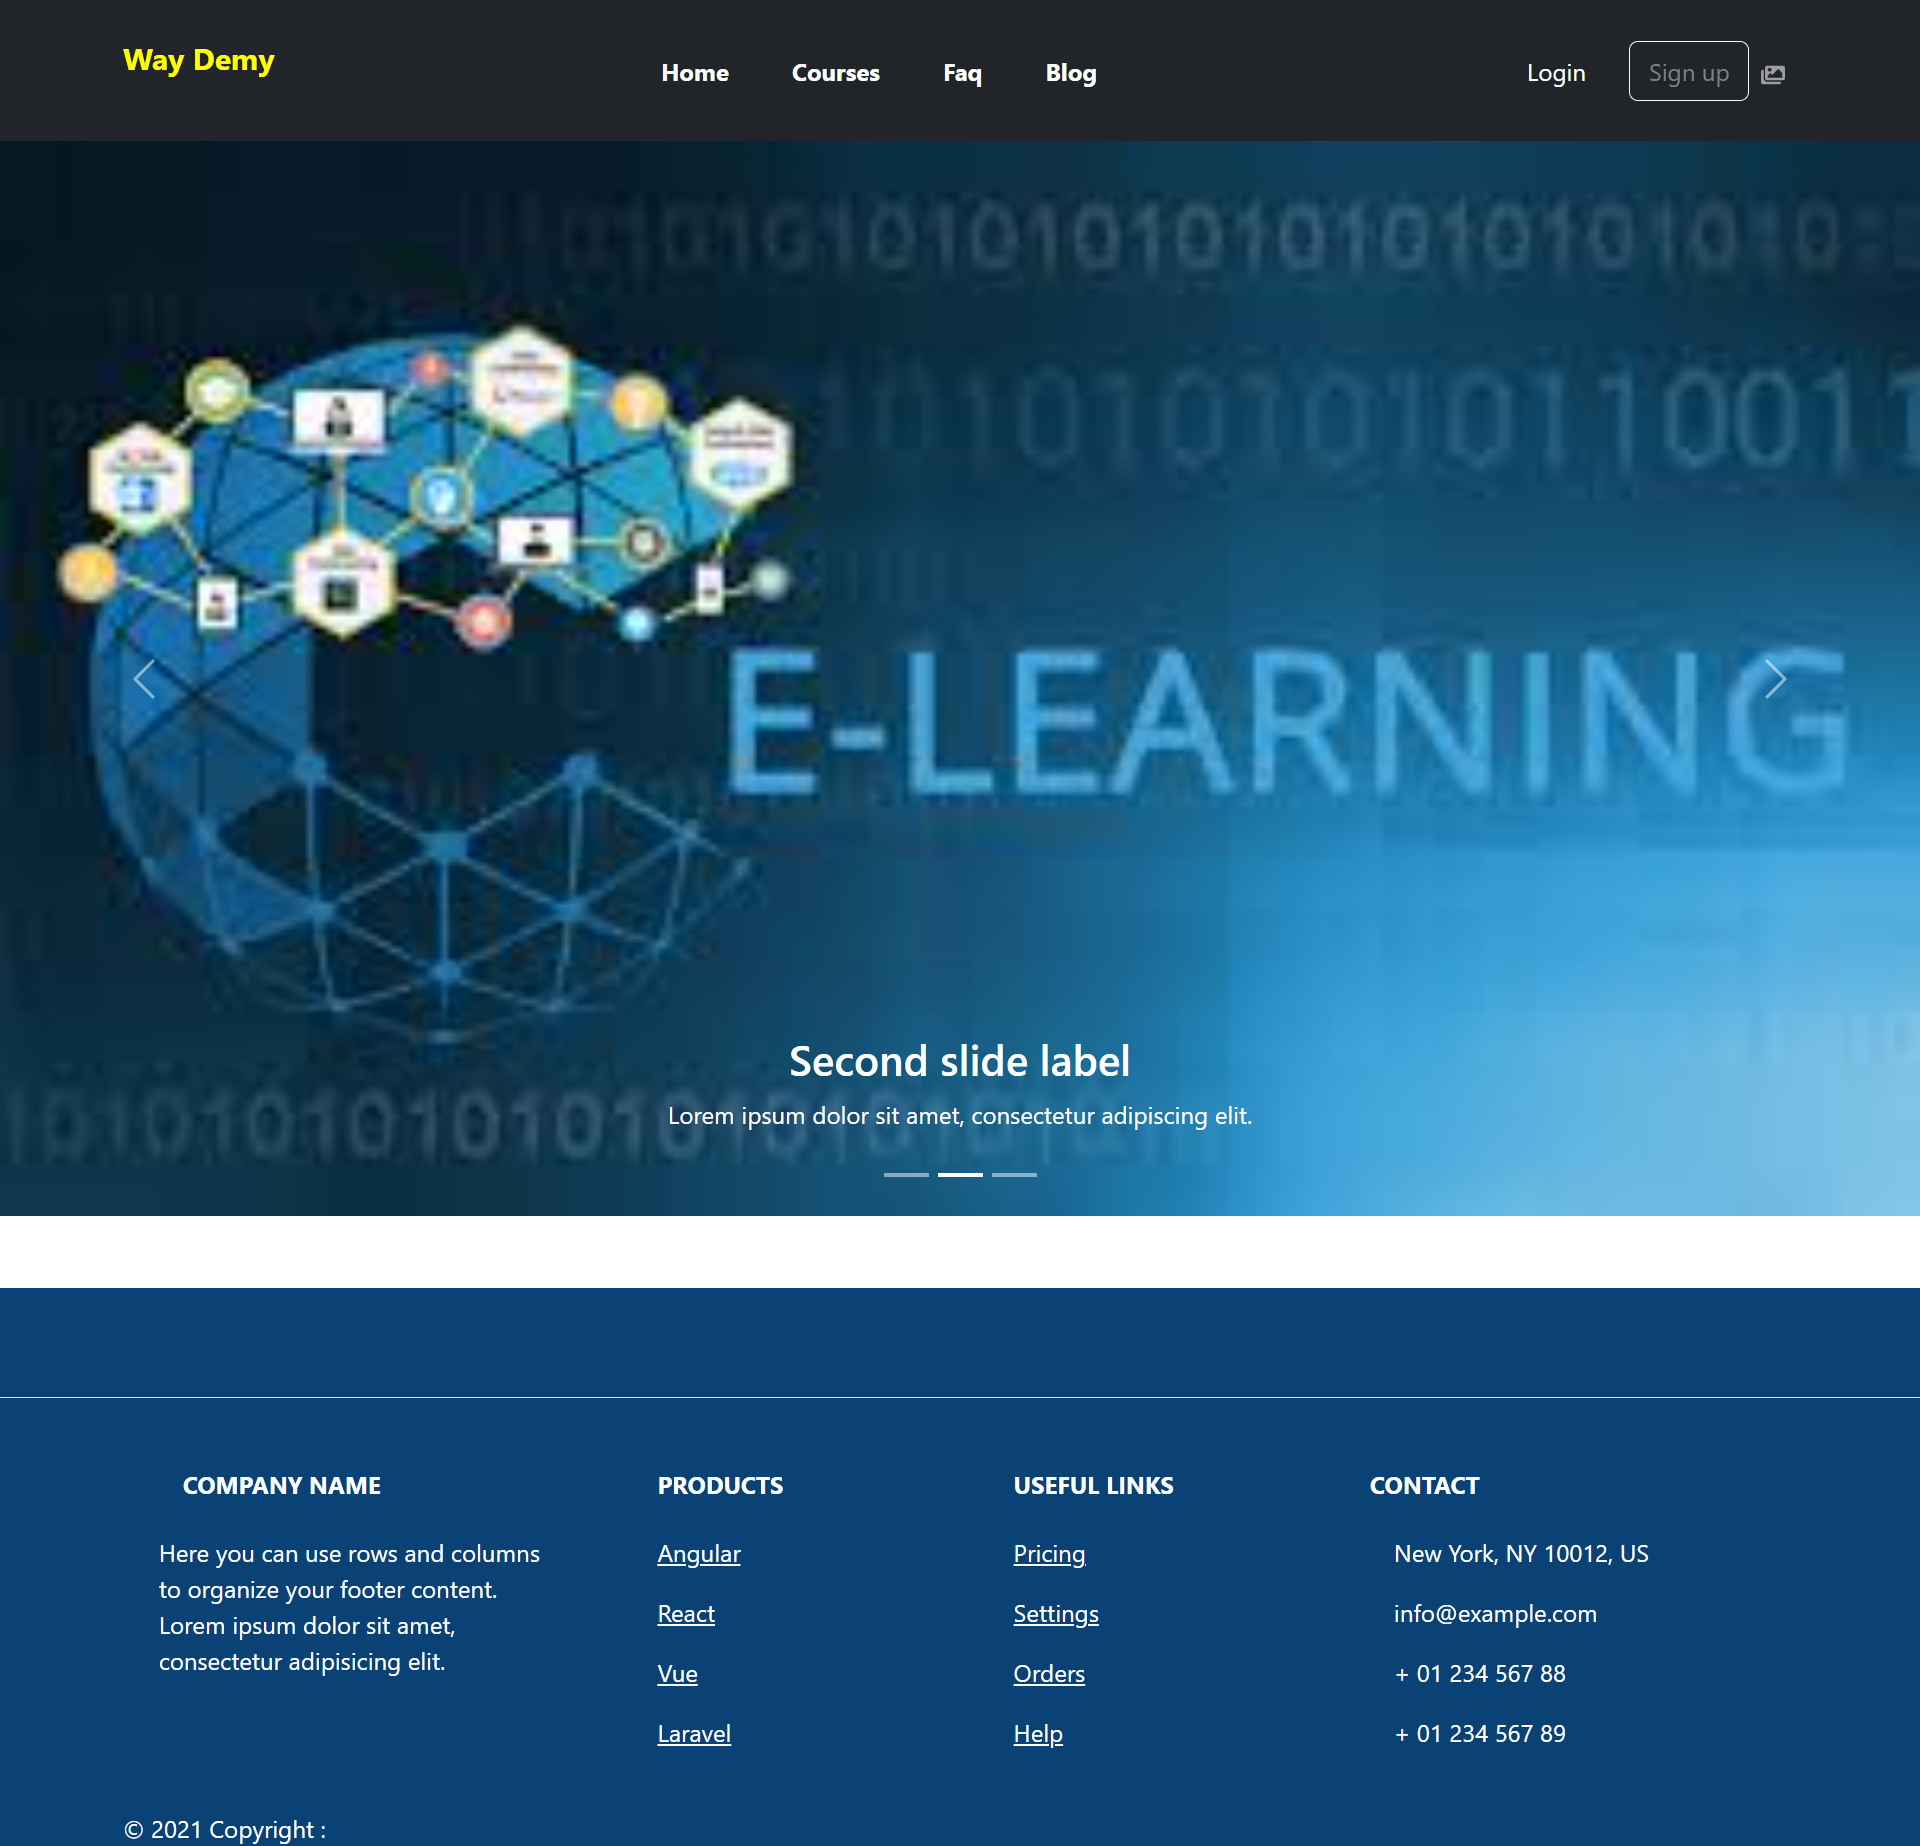 Way Demy
Home Courses Faq Blog
Login Sign up
E-LEARNING
Second slide label
Lorem ipsum dolor sit amet, consectetur adipiscing elit.
COMPANY NAME
Here you can use rows and columns
to organize your footer content.
Lorem ipsum dolor sit amet,
consectetur adipisicing elit.
PRODUCTS
Angular
React
Vue
Laravel
USEFUL LINKS
Pricing
Settings
Orders
Help
CONTACT
New York, NY 10012, US
info@example.com
+ 01 234 567 88
+ 01 234 567 89
© 2021 Copyright :